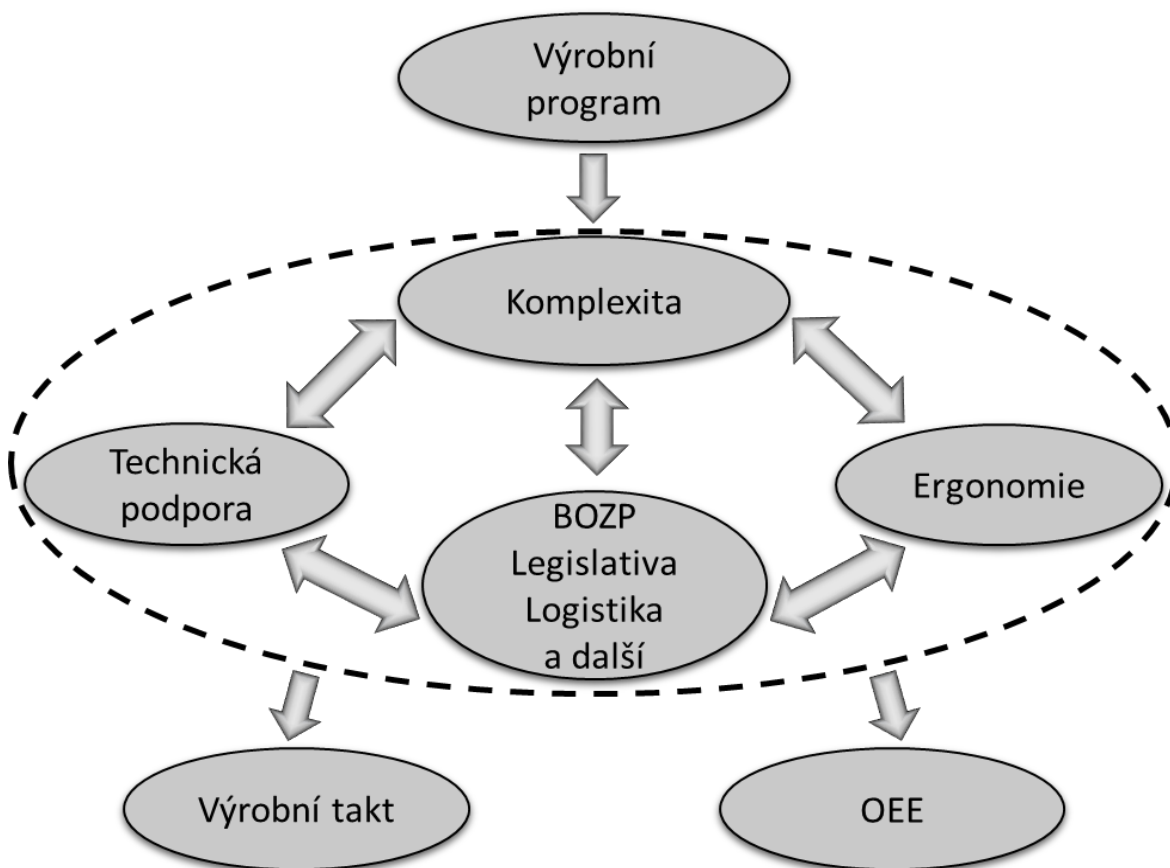 Výrobní
program
Komplexita
Technická
podpora
BOZP
Legislativa
Logistika
a další
Ergonomie
Výrobní takt
OEE